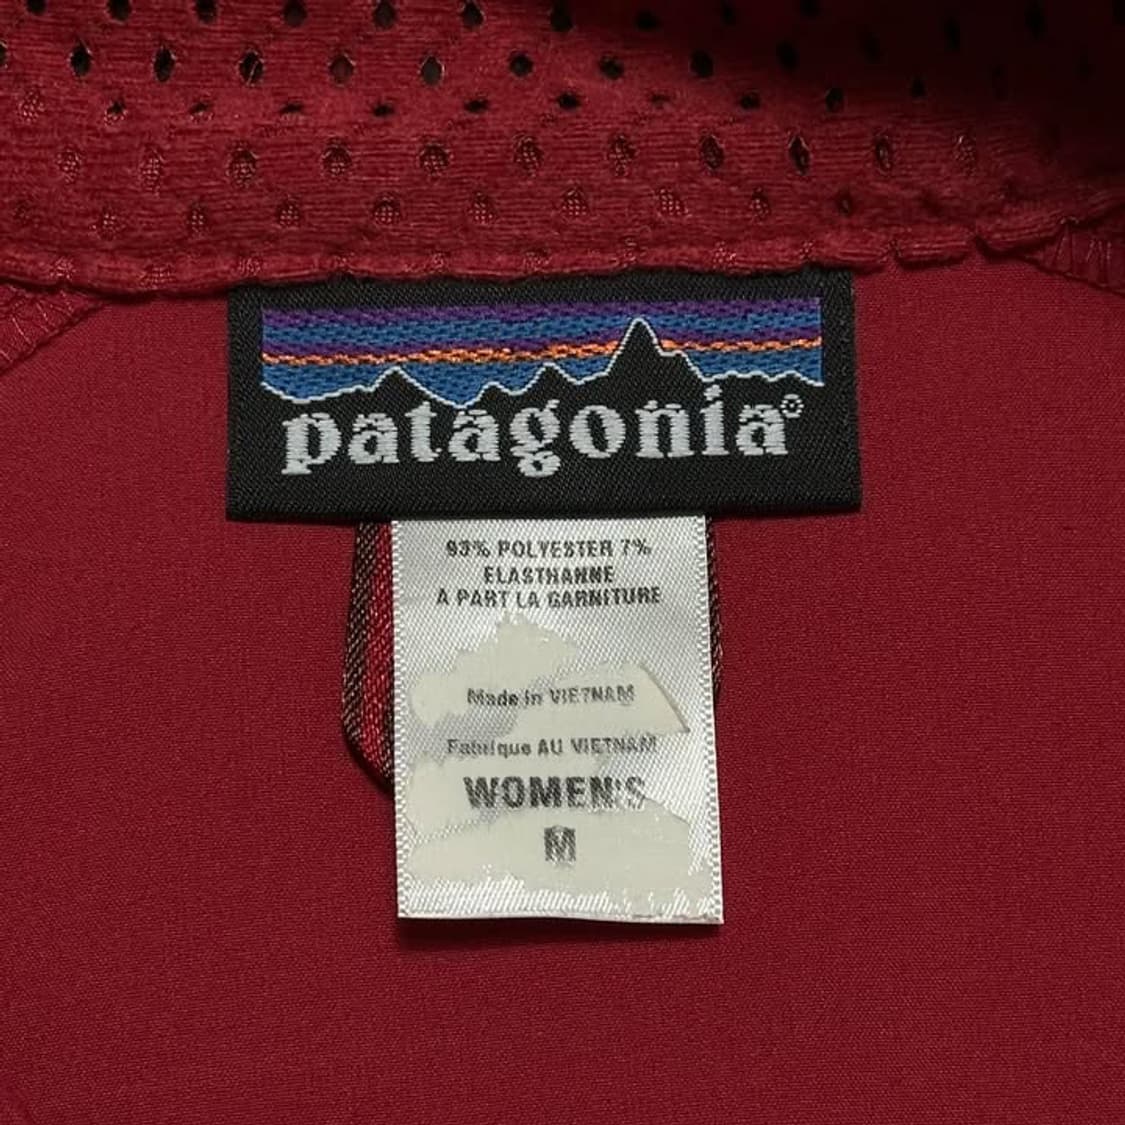 patagonia®
93% POLYESTER 7%
ELASTHANNE
A PART LA GARNITURE
Made in VIETNAM
Fabrique AU VIETNAM
WOMEN'S
M